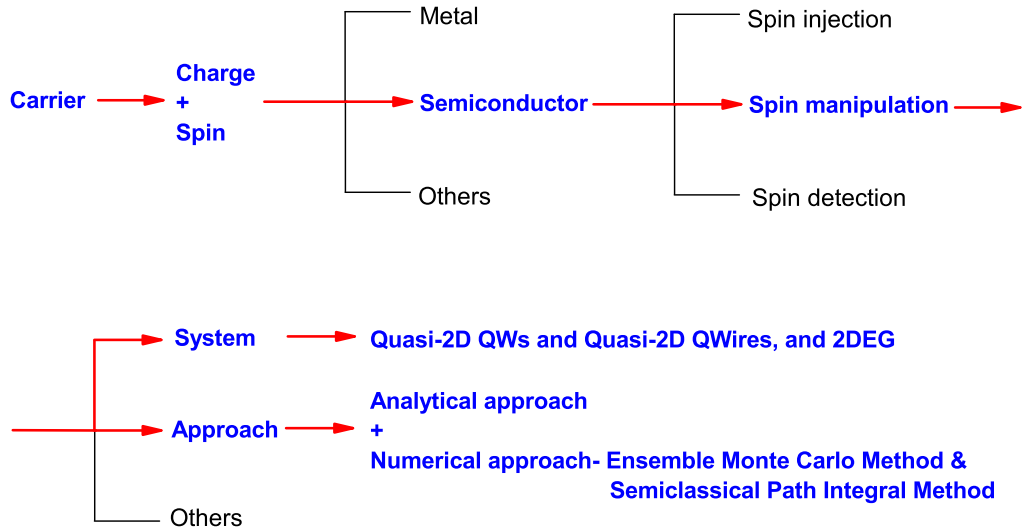 Metal
Spin injection
Carrier
Charge
+
Spin
Semiconductor
Spin manipulation
Others
Spin detection
System
Quasi-2D QWs and Quasi-2D QWires, and 2DEG
Approach
Analytical approach
+
Numerical approach- Ensemble Monte Carlo Method &
Semiclassical Path Integral Method
Others